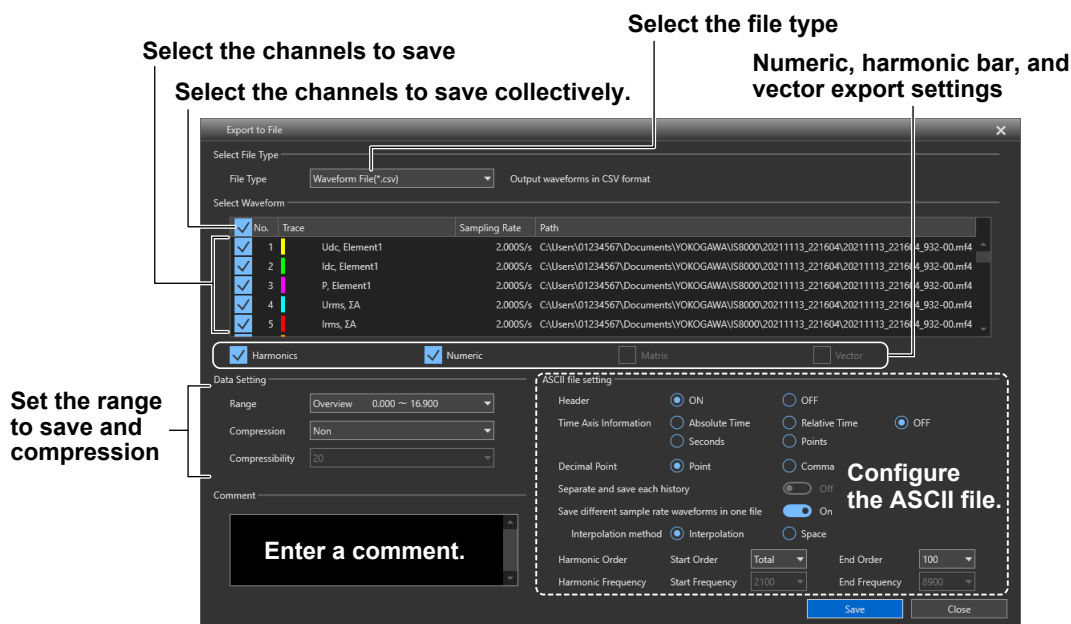 Select the file type
Select the channels to save
Numeric, harmonic bar, and
vector export settings
Select the channels to save collectively.
Export to File
Select File Type
File Type Waveform File(*.csv) Output waveforms in CSV format
Select Waveform
No. Trace Sampling Rate Path
1 Udc, Element1 2.000S/s C:\Users\01234567\Documents\YOKOGAWA\IS8000\20211113_221604\20211113_221604_932-00.mf4
2 Idc, Element1 2.000S/s C:\Users\01234567\Documents\YOKOGAWA\IS8000\20211113_221604\20211113_221604_932-00.mf4
3 P, Element1 2.000S/s C:\Users\01234567\Documents\YOKOGAWA\IS8000\20211113_221604\20211113_221604_932-00.mf4
4 Urms, ΣA 2.000S/s C:\Users\01234567\Documents\YOKOGAWA\IS8000\20211113_221604\20211113_221604_932-00.mf4
5 Irms, ΣA 2.000S/s C:\Users\01234567\Documents\YOKOGAWA\IS8000\20211113_221604\20211113_221604_932-00.mf4
Harmonics Numeric Matrix Vector
Set the range
to save and
compression
Data Setting
Range Overview 0.000 ~ 16.900
Compression Non
Compressibility 20
Comment
Enter a comment.
ASCII file setting
Header ON OFF
Time Axis Information Absolute Time Relative Time OFF
Seconds Points
Decimal Point Point Comma
Separate and save each history Off
Save different sample rate waveforms in one file On
Interpolation method Interpolation Space
Configure
the ASCII file.
Harmonic Order Start Order Total End Order 100
Harmonic Frequency Start Frequency 2100 End Frequency 8900
Save Close